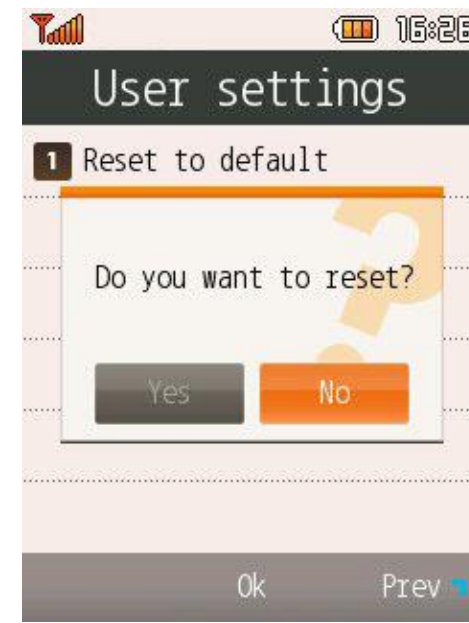 16:26
User settings
1 Reset to default
Do you want to reset?
Yes No
Ok Prev